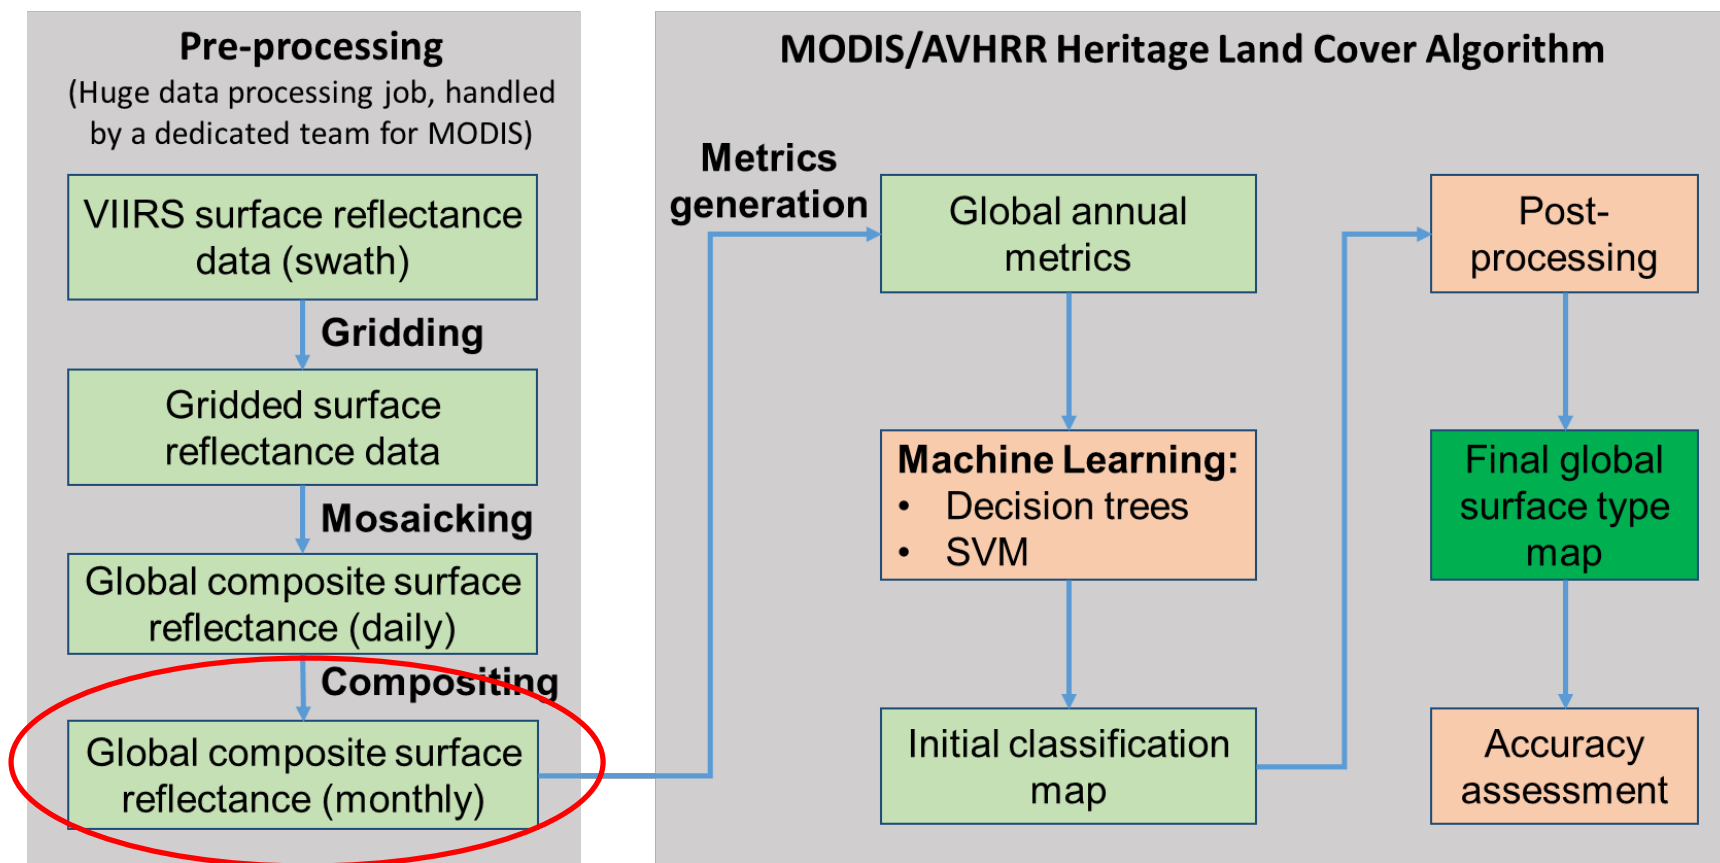 Pre-processing
(Huge data processing job, handled
by a dedicated team for MODIS)
VIIRS surface reflectance
data (swath)
Gridding
Gridded surface
reflectance data
Mosaicking
Global composite surface
reflectance (daily)
Compositing
Global composite surface
reflectance (monthly)
MODIS/AVHRR Heritage Land Cover Algorithm
Metrics
generation
Global annual
metrics
Machine Learning:
• Decision trees
• SVM
Initial classification
map
Post-
processing
Final global
surface type
map
Accuracy
assessment